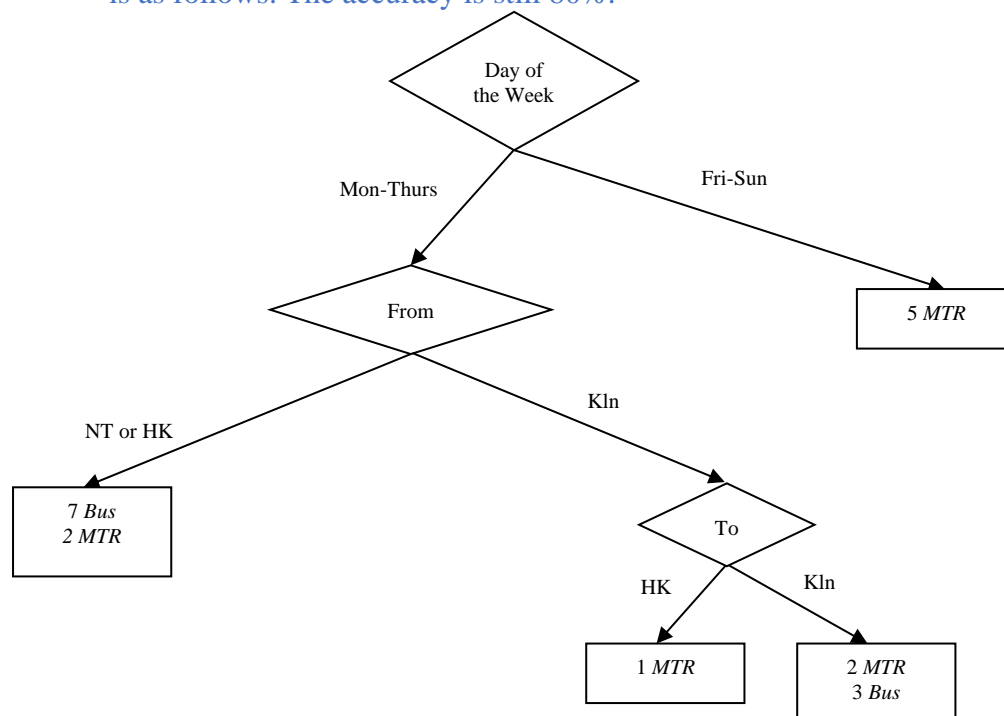 is as follows. The accuracy is still 80%.
Day of
the Week
Mon-Thurs
Fri-Sun
From
5 MTR
NT or HK
Kln
7 Bus
2 MTR
To
HK
Kln
1 MTR
2 MTR
3 Bus